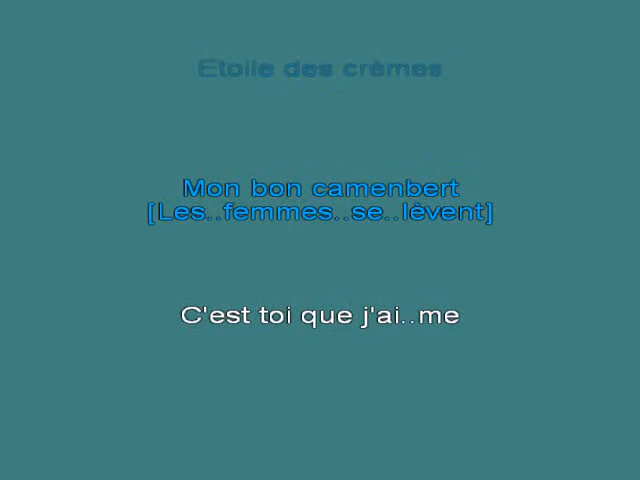 Etoile des crèmes
Mon bon camenbert
[Les..femmes..se..lèvent]
C'est toi que j'ai..me